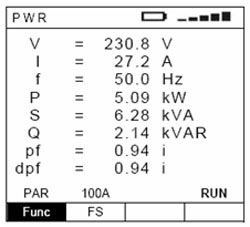 PWR
V = 230.8 V
I = 27.2 A
f = 50.0 Hz
P = 5.09 kW
S = 6.28 kVA
Q = 2.14 kVAR
pf = 0.94 i
dpf = 0.94 i
PAR 100A RUN
Func FS